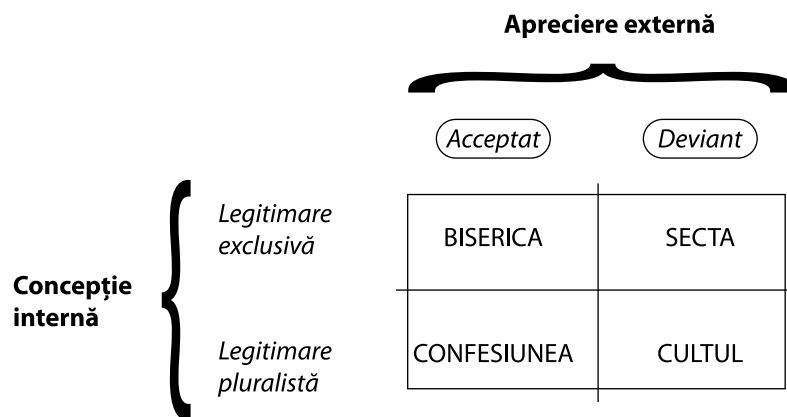 Apreciere externă
Acceptat Deviant
Legitimare
exclusivă
BISERICA SECTA
Concepție
internă
Legitimare
pluralistă
CONFESIUNEA CULTUL